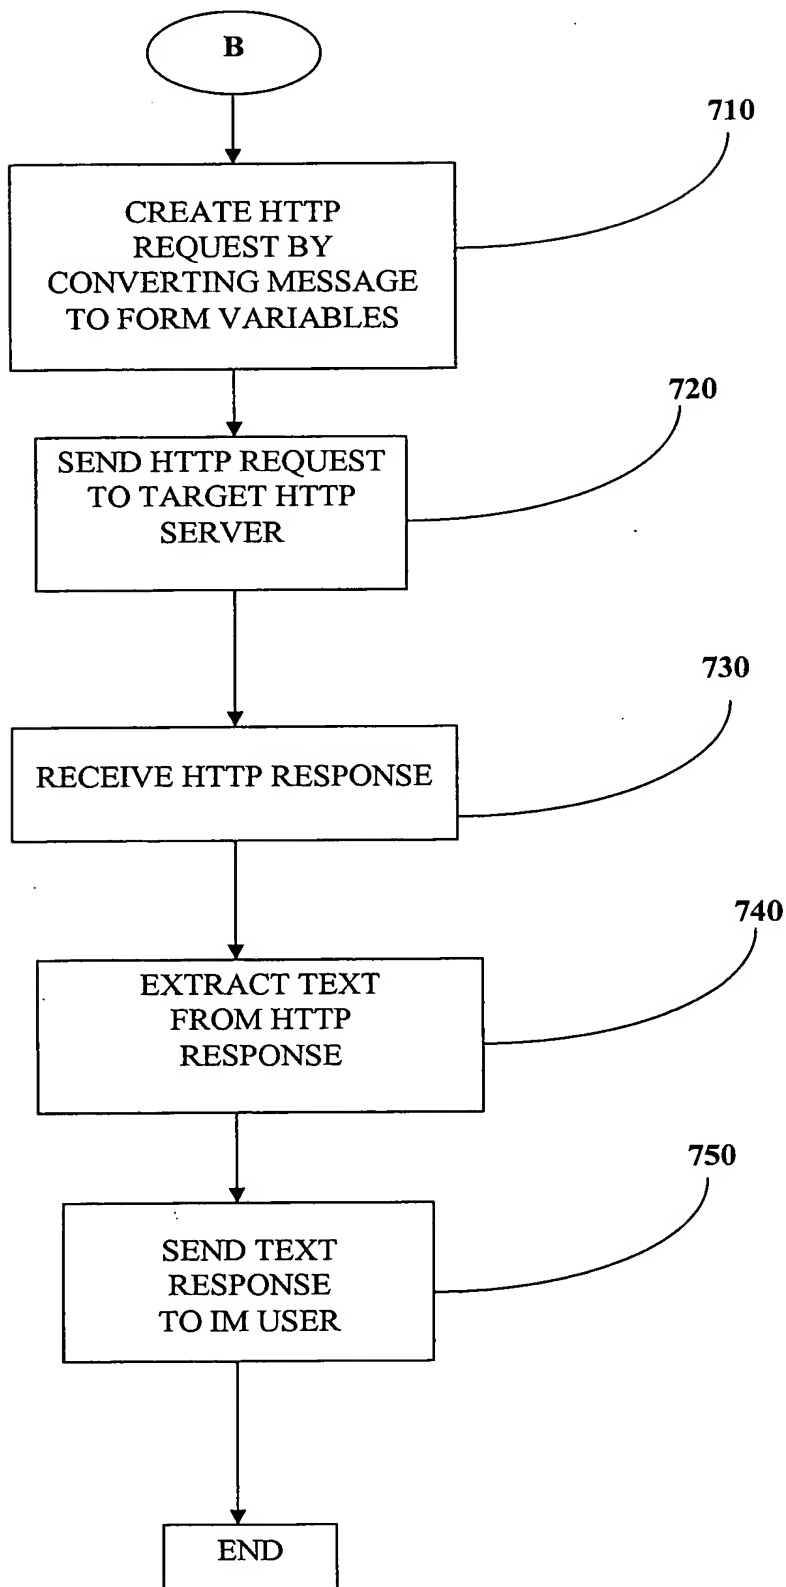 B
710
CREATE HTTP
REQUEST BY
CONVERTING MESSAGE
TO FORM VARIABLES
720
SEND HTTP REQUEST
TO TARGET HTTP
SERVER
730
RECEIVE HTTP RESPONSE
740
EXTRACT TEXT
FROM HTTP
RESPONSE
750
SEND TEXT
RESPONSE
TO IM USER
END